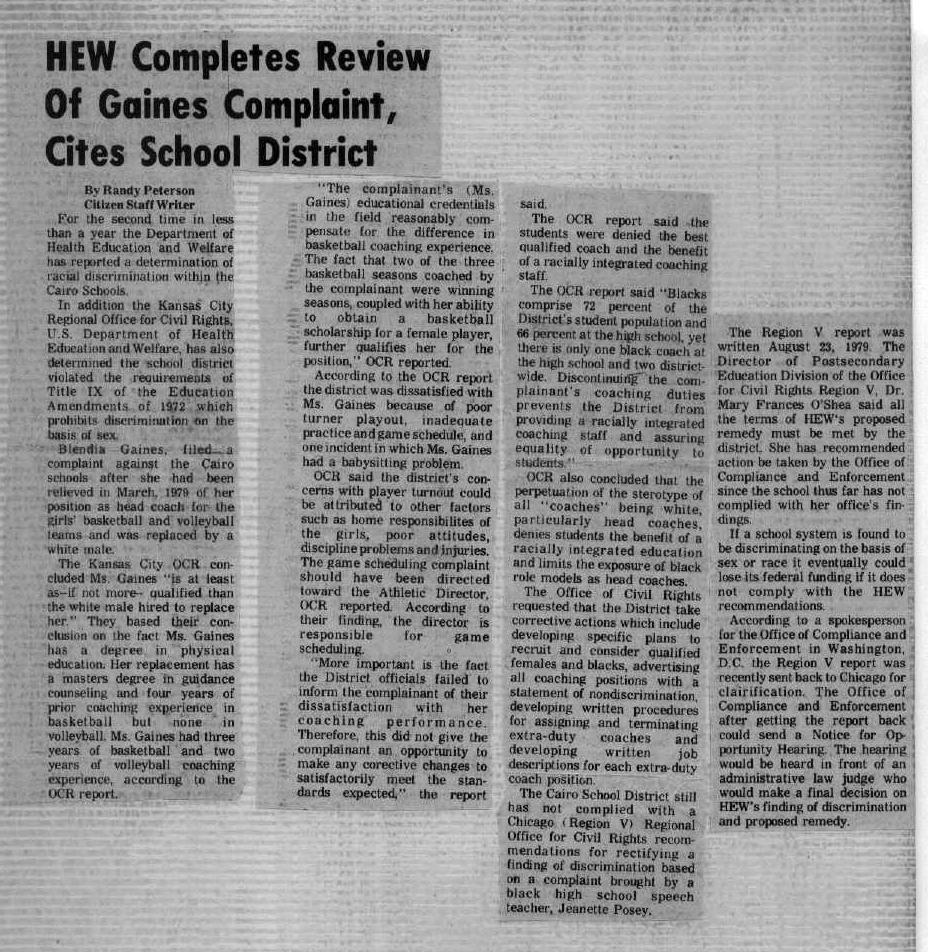 HEW Completes Review
Of Gaines Complaint,
Cites School District
By Randy Peterson
Citizen Staff Writer
For the second time in less
than a year the Department of
Health Education and Welfare
has reported a determination of
racial discrimination within the
Cairo Schools.
In addition the Kansas City
Regional Office for Civil Rights,
U.S. Department of Health
Education and Welfare, has also
determined the school district
violated the requirements of
Title IX of the Education
Amendments of 1972 which
prohibits discrimination on the
basis of sex.
Blendia Gaines, filed a
complaint against the Cairo
schools after she had been
relieved in March, 1979 of her
position as head coach for the
girls' basketball and volleyball
teams and was replaced by a
white male.
The Kansas City OCR con-
cluded Ms. Gaines "is at least
as--if not more- qualified than
the white male hired to replace
her." They based their con-
clusion on the fact Ms. Gaines
has a degree in physical
education. Her replacement has
a masters degree in guidance
counseling and four years of
prior coaching experience in
basketball but none in
volleyball. Ms. Gaines had three
years of basketball and two
years of volleyball coaching
experience, according to the
OCR report.
"The complainant's (Ms.
Gaines) educational credentials
in the field reasonably com-
pensate for the difference in
basketball coaching experience.
The fact that two of the three
basketball seasons coached by
the complainant were winning
seasons, coupled with her ability
to obtain a basketball
scholarship for a female player,
further qualifies her for the
position," OCR reported.
According to the OCR report
the district was dissatisfied with
Ms. Gaines because of poor
turner playout, inadequate
practice and game schedule, and
one incident in which Ms. Gaines
had a babysitting problem.
OCR said the district's con-
cerns with player turnout could
be attributed to other factors
such as home responsibilites of
the girls, poor attitudes,
discipline problems and injuries.
The game scheduling complaint
should have been directed
toward the Athletic Director,
OCR reported. According to
their finding, the director is
responsible for game
scheduling.
"More important is the fact
the District officials failed to
inform the complainant of their
dissatisfaction with her
coaching performance.
Therefore, this did not give the
complainant an opportunity to
make any corective changes to
satisfactorily meet the stan-
dards expected," the report
said.
The OCR report said the
students were denied the best
qualified coach and the benefit
of a racially integrated coaching
staff.
The OCR report said "Blacks
comprise 72 percent of the
District's student population and
66 percent at the high school, yet
there is only one black coach at
the high school and two district-
wide. Discontinuing the com-
plainant's coaching duties
prevents the District from
providing a racially integrated
coaching staff and assuring
equality of opportunity to
students."
OCR also concluded that the
perpetuation of the sterotype of
all "coaches" being white,
particularly head coaches,
denies students the benefit of a
racially integrated education
and limits the exposure of black
role models as head coaches.
The Office of Civil Rights
requested that the District take
corrective actions which include
developing specific plans to
recruit and consider qualified
females and blacks, advertising
all coaching positions with a
statement of nondiscrimination,
developing written procedures
for assigning and terminating
extra-duty coaches and
developing written job
descriptions for each extra-duty
coach position.
The Cairo School District still
has not complied with a
Chicago (Region V) Regional
Office for Civil Rights recom-
mendations for rectifying a
finding of discrimination based
on a complaint brought by a
black high school speech
teacher, Jeanette Posey.
The Region V report was
written August 23, 1979. The
Director of Postsecondary
Education Division of the Office
for Civil Rights Region V, Dr.
Mary Frances O'Shea said all
the terms of HEW's proposed
remedy must be met by the
district. She has recommended
action be taken by the Office of
Compliance and Enforcement
since the school thus far has not
complied with her office's fin-
dings.
If a school system is found to
be discriminating on the basis of
sex or race it eventually could
lose its federal funding if it does
not comply with the HEW
recommendations.
According to a spokesperson
for the Office of Compliance and
Enforcement in Washington,
D.C. the Region V report was
recently sent back to Chicago for
clairification. The Office of
Compliance and Enforcement
after getting the report back
could send a Notice for Op-
portunity Hearing. The hearing
would be heard in front of an
administrative law judge who
would make a final decision on
HEW's finding of discrimination
and proposed remedy.